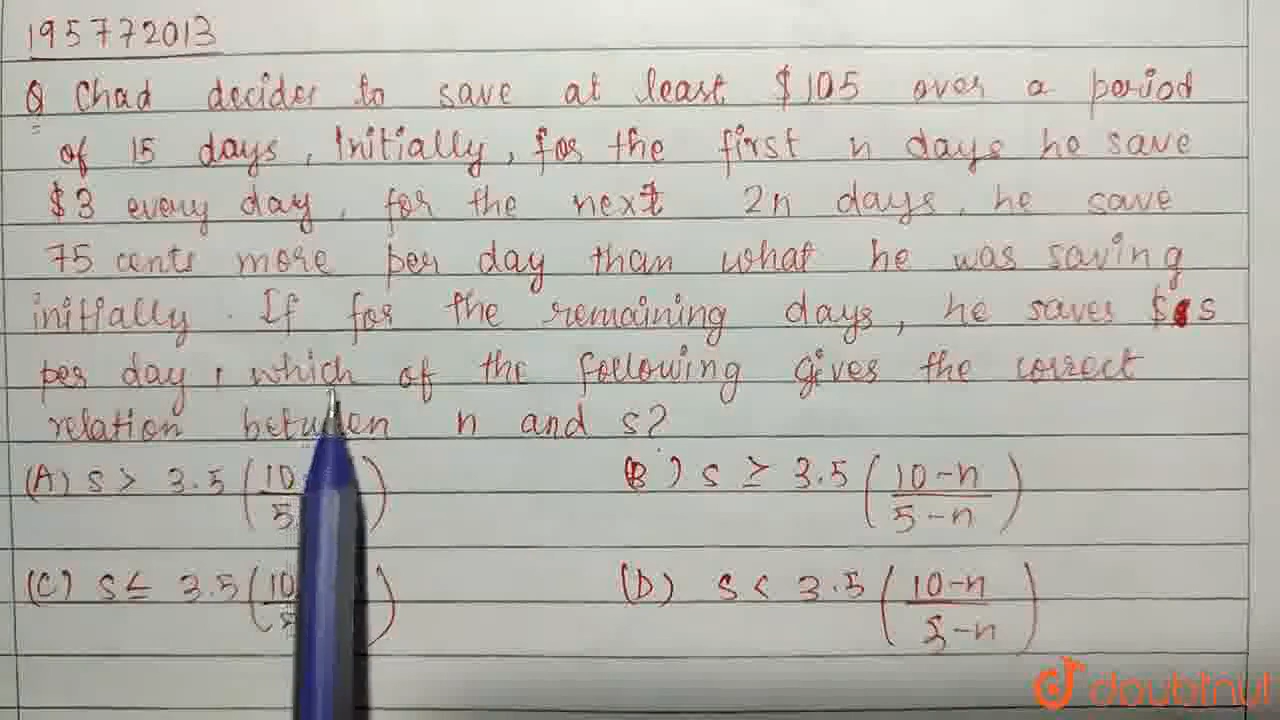 195772013
Q Chad decides to save at least $105 over a period
of 15 days, Initially, for the first n days he save
$3 every day, for the next 2n days, he save
75 cents more per day than what he was saving
initially. If for the remaining days, he saves $ s
per day, which of the following gives the correct
relation between n and s?
(A) s > 3.5 (10 / 5 ) (B) s ≥ 3.5 (10-n / 5-n)
(C) s ≤ 3.5 (10 / 5 ) (D) s < 3.5 (10-n / 5-n)
doubtnut